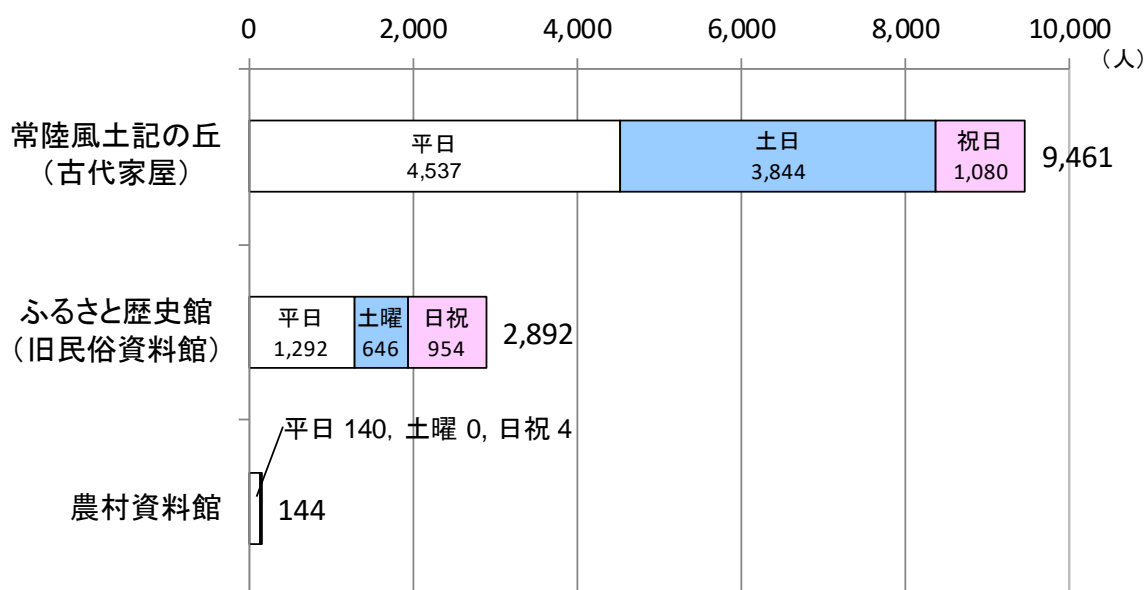 0 2,000 4,000 6,000 8,000 10,000
（人）
常陸風土記の丘
（古代家屋）
平日
4,537
土日
3,844
祝日
1,080
9,461
ふるさと歴史館
（旧民俗資料館）
平日
1,292
土曜
646
日祝
954
2,892
平日 140, 土曜 0, 日祝 4
農村資料館
144